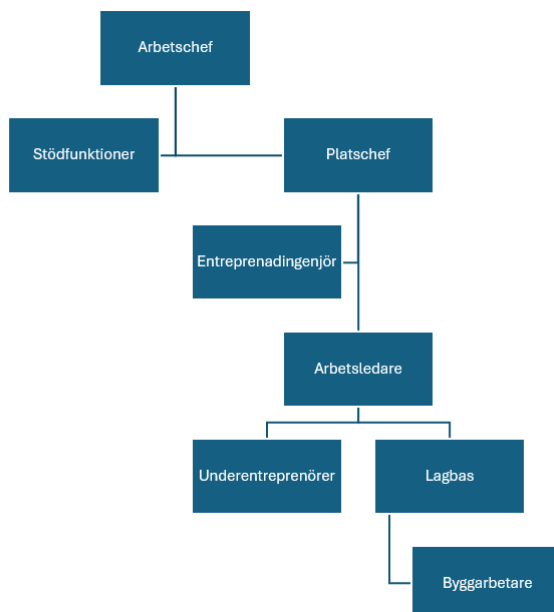 Arbetschef
Stödfunktioner
Platschef
Entreprenadingenjör
Arbetsledare
Underentreprenörer
Lagbas
Byggarbetare